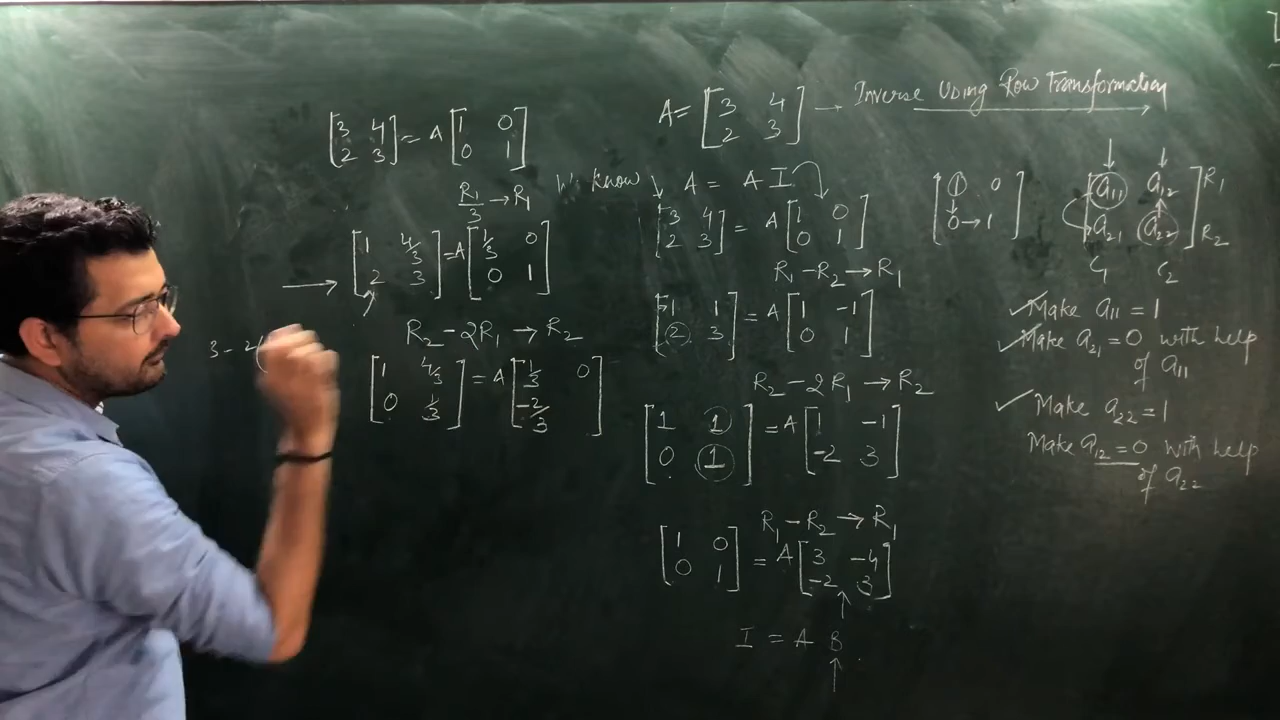 [3 4; 2 3] = A [1 0; 0 1]
R₁/3 → R₁
→ [1 4/3; 2 3] = A [1/3 0; 0 1]
R₂ - 2R₁ → R₂
3 - 2(
[1 4/3; 0 1/3] = A [1/3 0; -2/3]
A = [3 4; 2 3] → Inverse Using Row Transformation
We know A = A I
[3 4; 2 3] = A [1 0; 0 1]
R₁ - R₂ → R₁
[1 1; 2 3] = A [1 -1; 0 1]
R₂ - 2R₁ → R₂
[1 1; 0 1] = A [1 -1; -2 3]
R₁ - R₂ → R₁
[1 0; 0 1] = A [3 -4; -2 3]
I = A B
[1 0; 0 → 1]
[a₁₁ a₁₂; a₂₁ a₂₂] R₁ R₂
C₁ C₂
✓ Make a₁₁ = 1
✓ Make a₂₁ = 0 with help
of a₁₁
✓ Make a₂₂ = 1
Make a₁₂ = 0 with help
of a₂₂